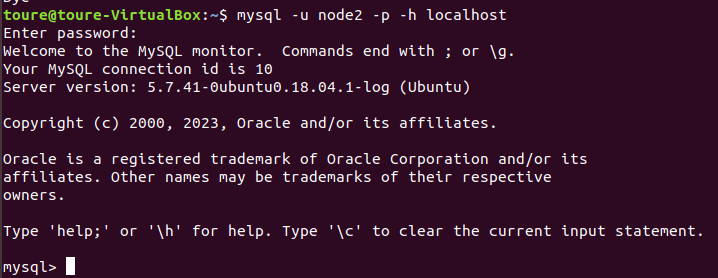 toure@toure-VirtualBox:~$ mysql -u node2 -p -h localhost
Enter password:
Welcome to the MySQL monitor.  Commands end with ; or \g.
Your MySQL connection id is 10
Server version: 5.7.41-0ubuntu0.18.04.1-log (Ubuntu)

Copyright (c) 2000, 2023, Oracle and/or its affiliates.

Oracle is a registered trademark of Oracle Corporation and/or its
affiliates. Other names may be trademarks of their respective
owners.

Type 'help;' or '\h' for help. Type '\c' to clear the current input statement.

mysql>